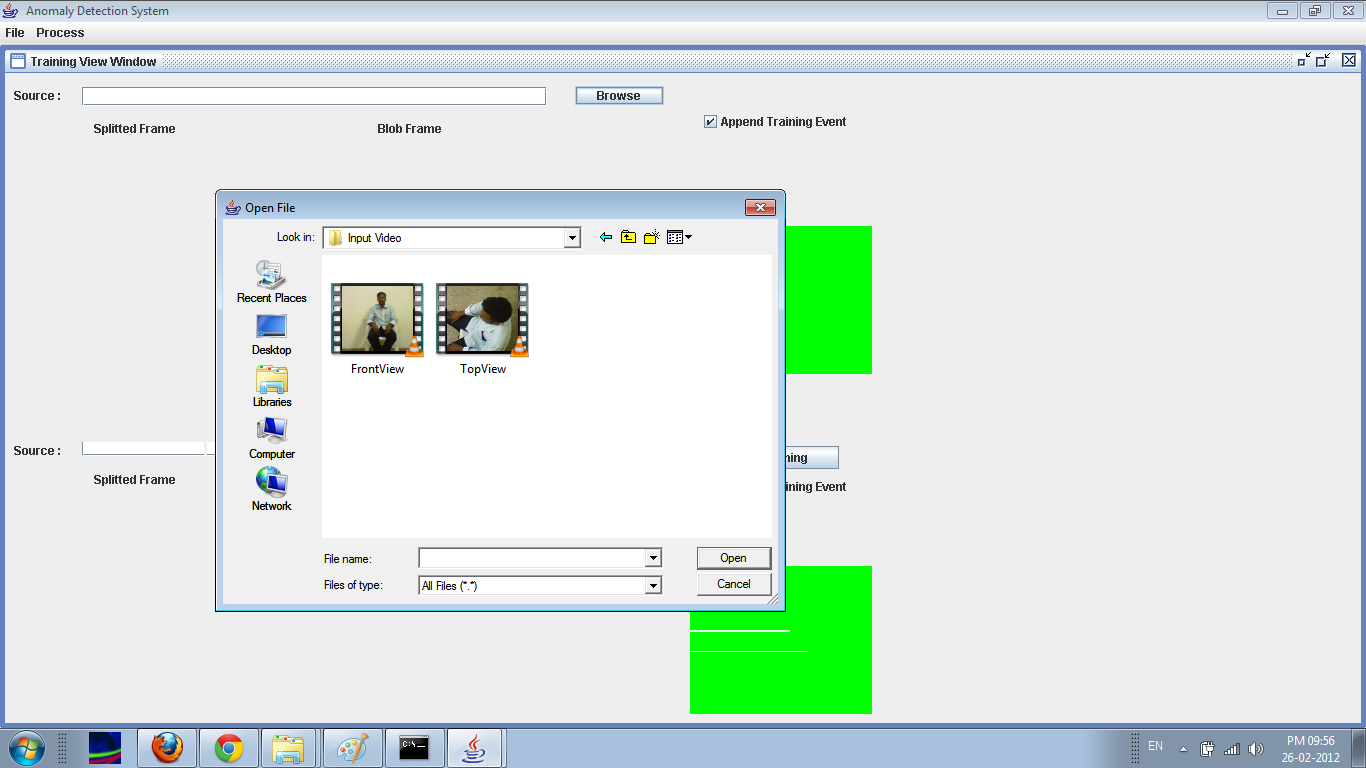 Anomaly Detection System
File Process
Training View Window
Source :
Browse
Splitted Frame
Blob Frame
Append Training Event
Open File
Look in:
Input Video
Recent Places
Desktop
Libraries
Computer
Network
FrontView
TopView
File name:
Open
Files of type:
All Files (*.*)
Cancel
Source :
ning
Splitted Frame
ining Event
C:\_
EN
PM 09:56
26-02-2012